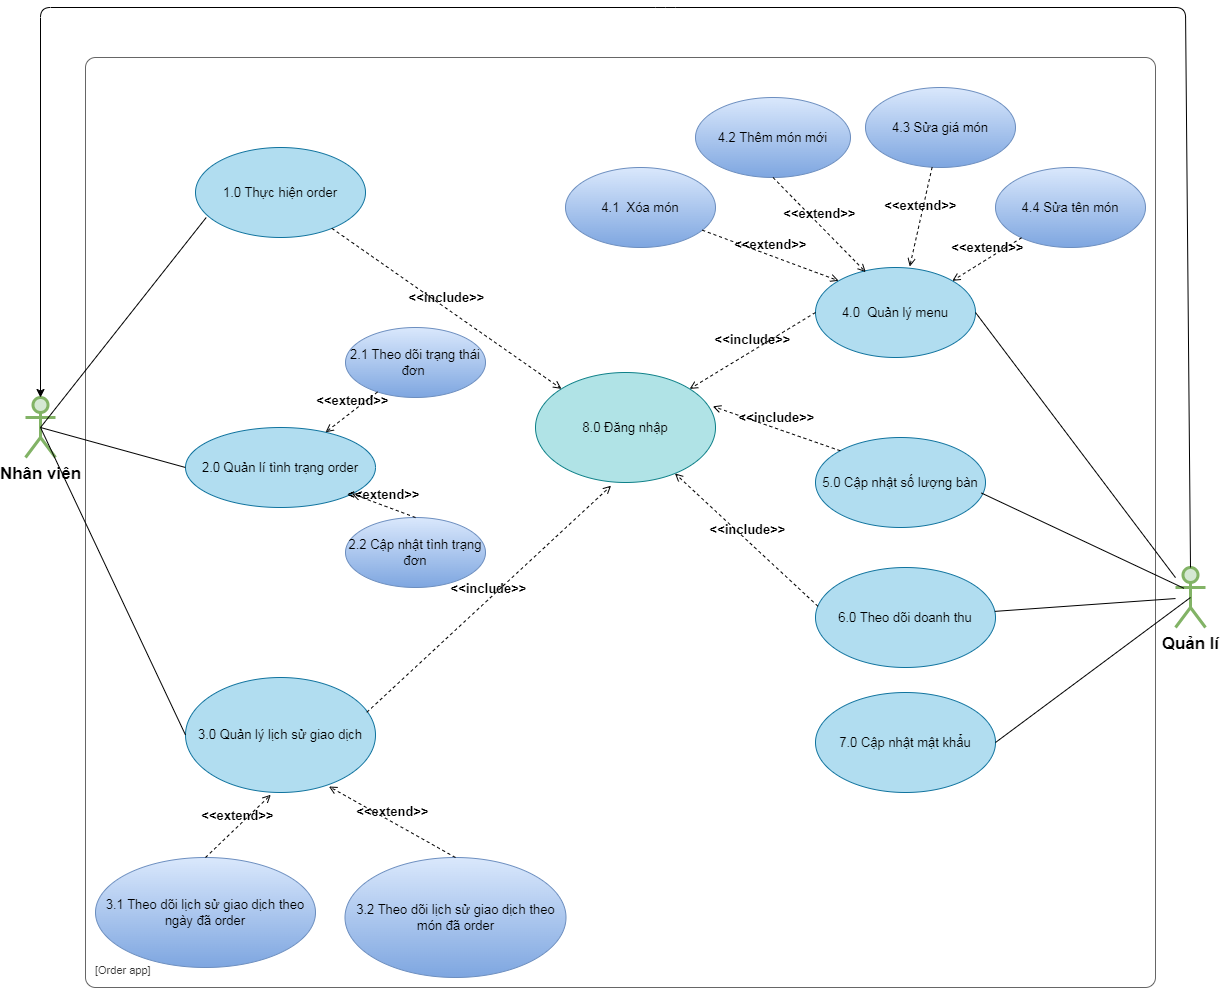 4.3 Sửa giá món
4.2 Thêm món mới
1.0 Thực hiện order
4.1 Xóa món
4.4 Sửa tên món
<<extend>>
<<extend>>
<<extend>>
<<extend>>
<<include>>
4.0 Quản lý menu
<<include>>
2.1 Theo dõi trạng thái
đơn
<<extend>>
<<include>>
8.0 Đăng nhập
Nhân viên
2.0 Quản lí tình trạng order
5.0 Cập nhật số lượng bàn
<<extend>>
<<include>>
2.2 Cập nhật tình trạng
đơn
<<include>>
6.0 Theo dõi doanh thu
Quản lí
3.0 Quản lý lịch sử giao dịch
7.0 Cập nhật mật khẩu
<<extend>>
<<extend>>
3.1 Theo dõi lịch sử giao dịch theo
ngày đã order
3.2 Theo dõi lịch sử giao dịch theo
món đã order
[Order app]